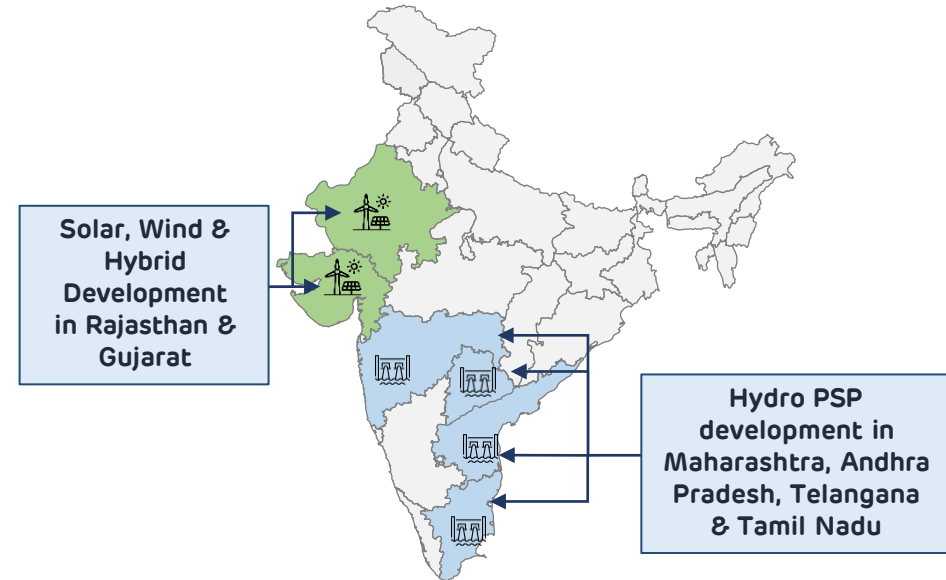 Solar, Wind &
Hybrid
Development
in Rajasthan &
Gujarat
Hydro PSP
development in
Maharashtra, Andhra
Pradesh, Telangana
& Tamil Nadu